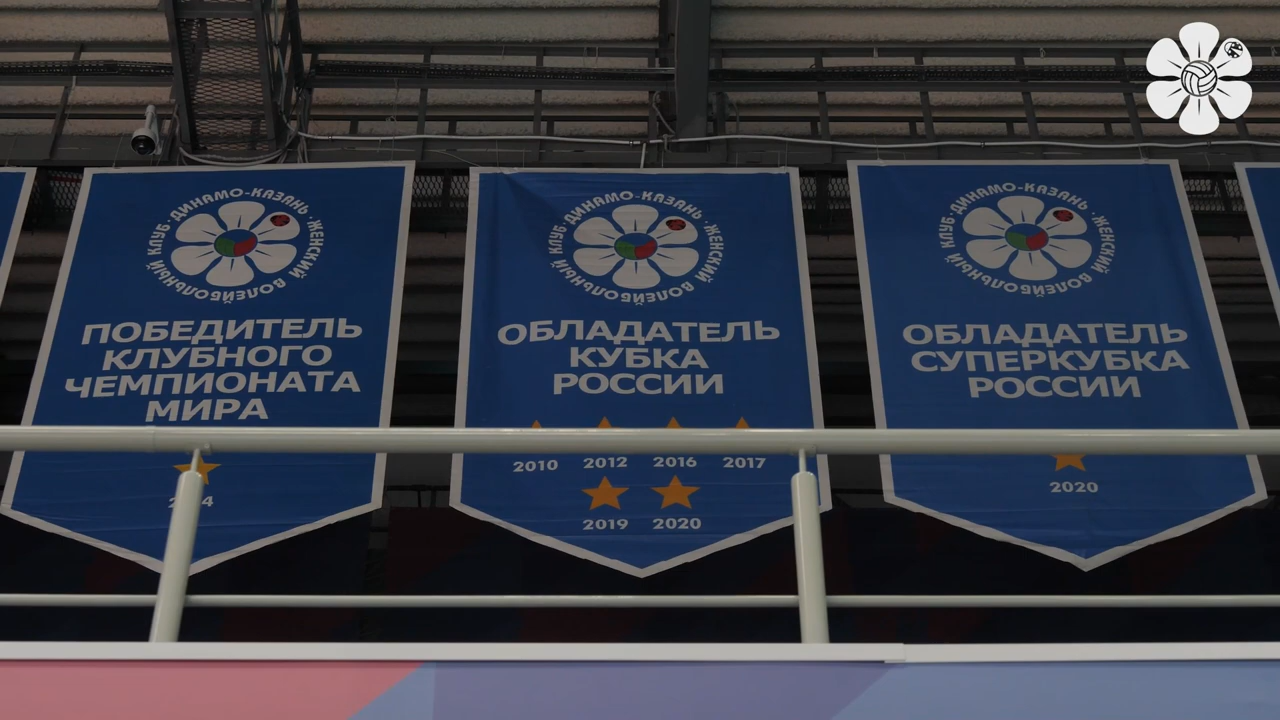 ДИНАМО-КАЗАНЬ · ЖЕНСКИЙ ВОЛЕЙБОЛЬНЫЙ КЛУБ ·
ПОБЕДИТЕЛЬ
КЛУБНОГО
ЧЕМПИОНАТА
МИРА
ДИНАМО-КАЗАНЬ · ЖЕНСКИЙ ВОЛЕЙБОЛЬНЫЙ КЛУБ ·
ОБЛАДАТЕЛЬ
КУБКА
РОССИИ
2010 2012 2016 2017
2019 2020
ДИНАМО-КАЗАНЬ · ЖЕНСКИЙ ВОЛЕЙБОЛЬНЫЙ КЛУБ ·
ОБЛАДАТЕЛЬ
СУПЕРКУБКА
РОССИИ
2020